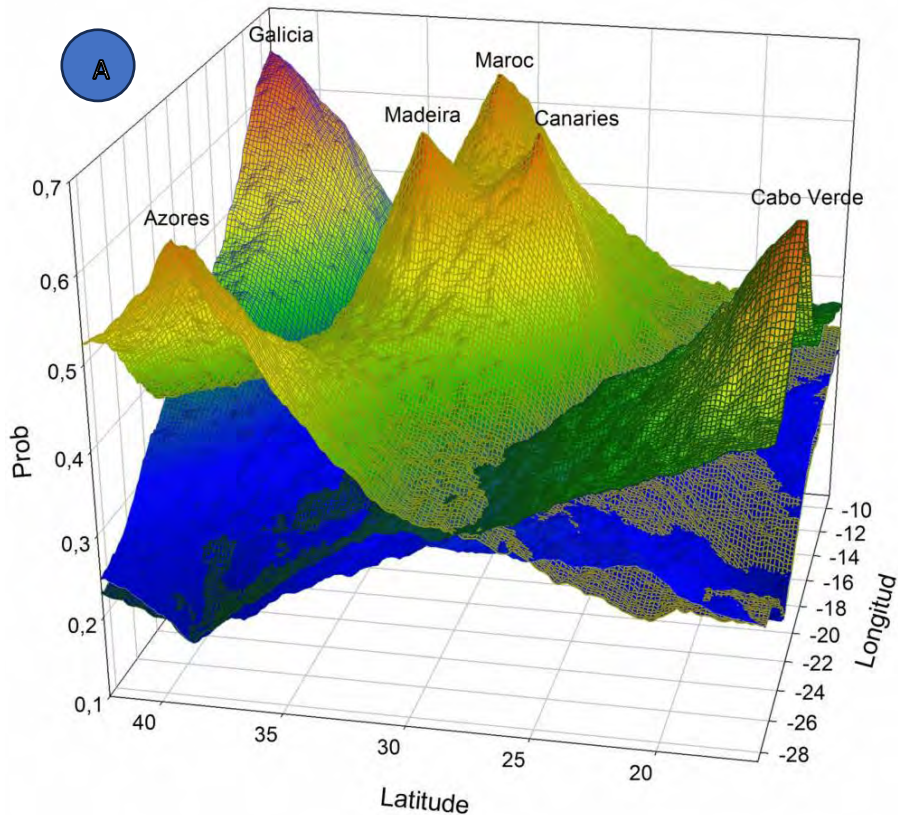 A
Galicia
Maroc
Madeira
Canaries
Cabo Verde
Azores
0,7
0,6
0,5
0,4
0,3
0,2
0,1
Prob
40
35
30
25
20
Latitude
-10
-12
-14
-16
-18
-20
-22
-24
-26
-28
Longitud